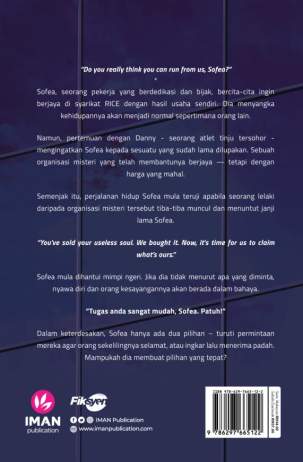 "Do you really think you can run from us, Sofea?"
*
Sofea, seorang pekerja yang berdedikasi dan bijak, bercita-cita ingin
berjaya di syarikat RICE dengan hasil usaha sendiri. Dia menyangka
kehidupannya akan menjadi normal sepertimana orang lain.
Namun, pertemuan dengan Danny - seorang atlet tinju tersohor -
mengingatkan Sofea kepada sesuatu yang sudah lama dilupakan. Sebuah
organisasi misteri yang telah membantunya berjaya — tetapi dengan
harga yang mahal.
Semenjak itu, perjalanan hidup Sofea mula teruji apabila seorang lelaki
daripada organisasi misteri tersebut tiba-tiba muncul dan menuntut janji
lama Sofea.
"You've sold your useless soul. We bought it. Now, it's time for us to claim
what's ours."
Sofea mula dihantui mimpi ngeri. Jika dia tidak menurut apa yang diminta,
nyawa diri dan orang kesayangannya akan berada dalam bahaya.
"Tugas anda sangat mudah, Sofea. Patuh!"
Dalam keterdesakan, Sofea hanya ada dua pilihan – turuti permintaan
mereka agar orang sekelilingnya selamat, atau ingkar lalu menerima padah.
Mampukah dia membuat pilihan yang tepat?
IMAN
publication
Fiksyen
IMAN Publication
www.imanpublication.com
9 786297 665122